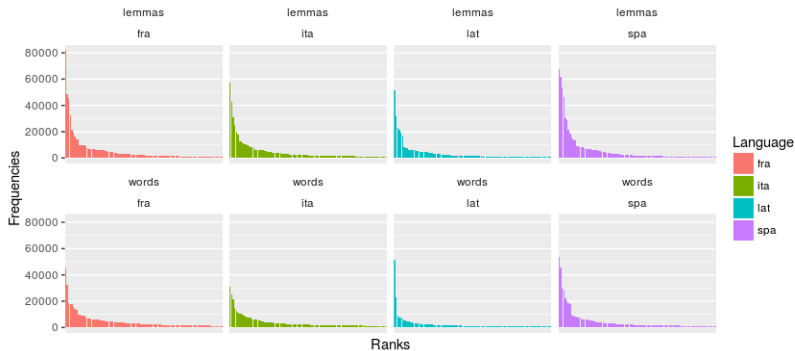 lemmas lemmas lemmas lemmas
fra ita lat spa
80000
60000
40000
20000
0
words words words words
fra ita lat spa
80000
60000
40000
20000
0
Frequencies
Ranks
Language
fra
ita
lat
spa